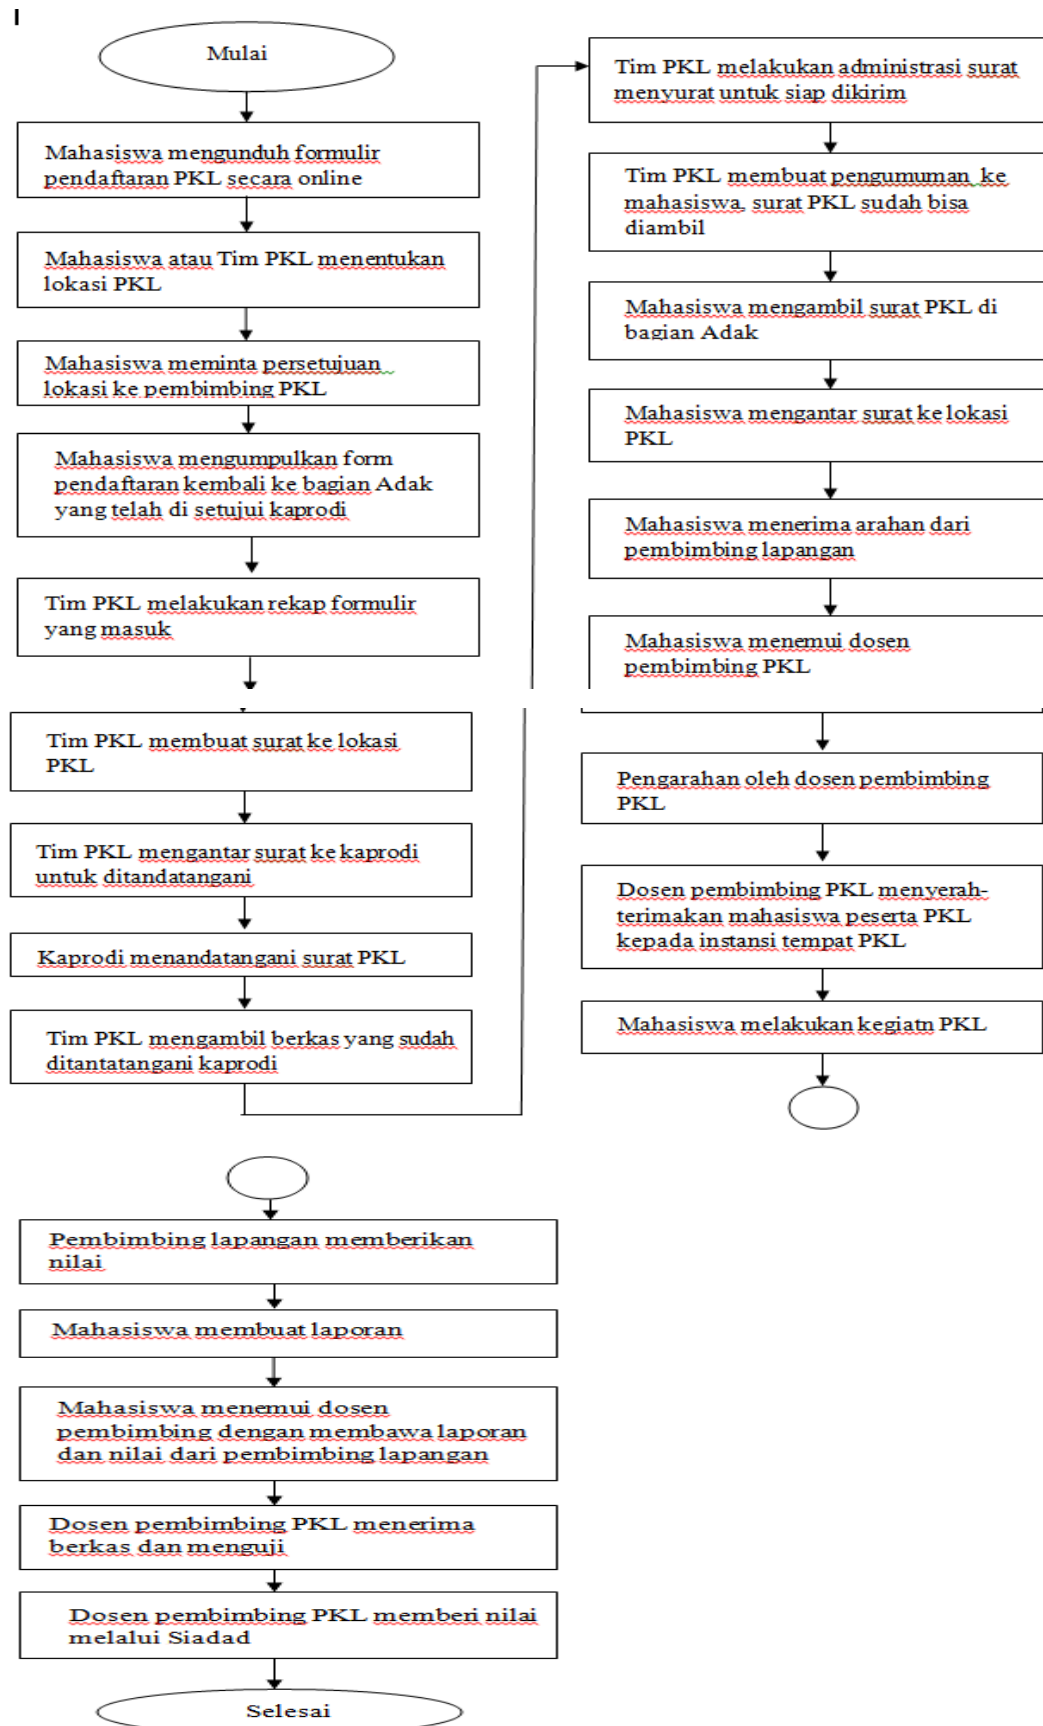 I
Mulai
Mahasiswa mengunduh formulir
pendaftaran PKL secara online
Mahasiswa atau Tim PKL menentukan
lokasi PKL
Mahasiswa meminta persetujuan
lokasi ke pembimbing PKL
Mahasiswa mengumpulkan form
pendaftaran kembali ke bagian Adak
yang telah di setujui kaprodi
Tim PKL melakukan rekap formulir
yang masuk
Tim PKL membuat surat ke lokasi
PKL
Tim PKL mengantar surat ke kaprodi
untuk ditandatangani
Kaprodi menandatangani surat PKL
Tim PKL mengambil berkas yang sudah
ditantatangani kaprodi
Tim PKL melakukan administrasi surat
menyurat untuk siap dikirim
Tim PKL membuat pengumuman ke
mahasiswa, surat PKL sudah bisa
diambil
Mahasiswa mengambil surat PKL di
bagian Adak
Mahasiswa mengantar surat ke lokasi
PKL
Mahasiswa menerima arahan dari
pembimbing lapangan
Mahasiswa menemui dosen
pembimbing PKL
Pengarahan oleh dosen pembimbing
PKL
Dosen pembimbing PKL menyerah-
terimakan mahasiswa peserta PKL
kepada instansi tempat PKL
Mahasiswa melakukan kegiatn PKL
Pembimbing lapangan memberikan
nilai
Mahasiswa membuat laporan
Mahasiswa menemui dosen
pembimbing dengan membawa laporan
dan nilai dari pembimbing lapangan
Dosen pembimbing PKL menerima
berkas dan menguji
Dosen pembimbing PKL memberi nilai
melalui Siadad
Selesai